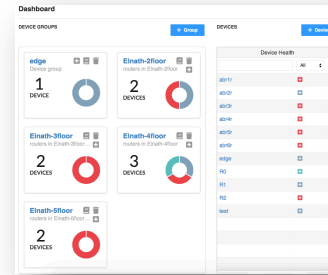 Dashboard
DEVICE GROUPS
+ Group
edge
Device group
1
DEVICE
Elnath-2floor
routers in Elnath-2floor
2
DEVICES
Elnath-3floor
routers in Elnath-3floor...
2
DEVICES
Elnath-4floor
routers in Elnath-4floor
3
DEVICES
Elnath-5floor
routers in Elnath-5floor...
2
DEVICES
DEVICES
+ Device
Device Health
All
abr1r
abr2r
abr3r
abr4r
abr5r
abr6r
edge
R0
R1
R2
test